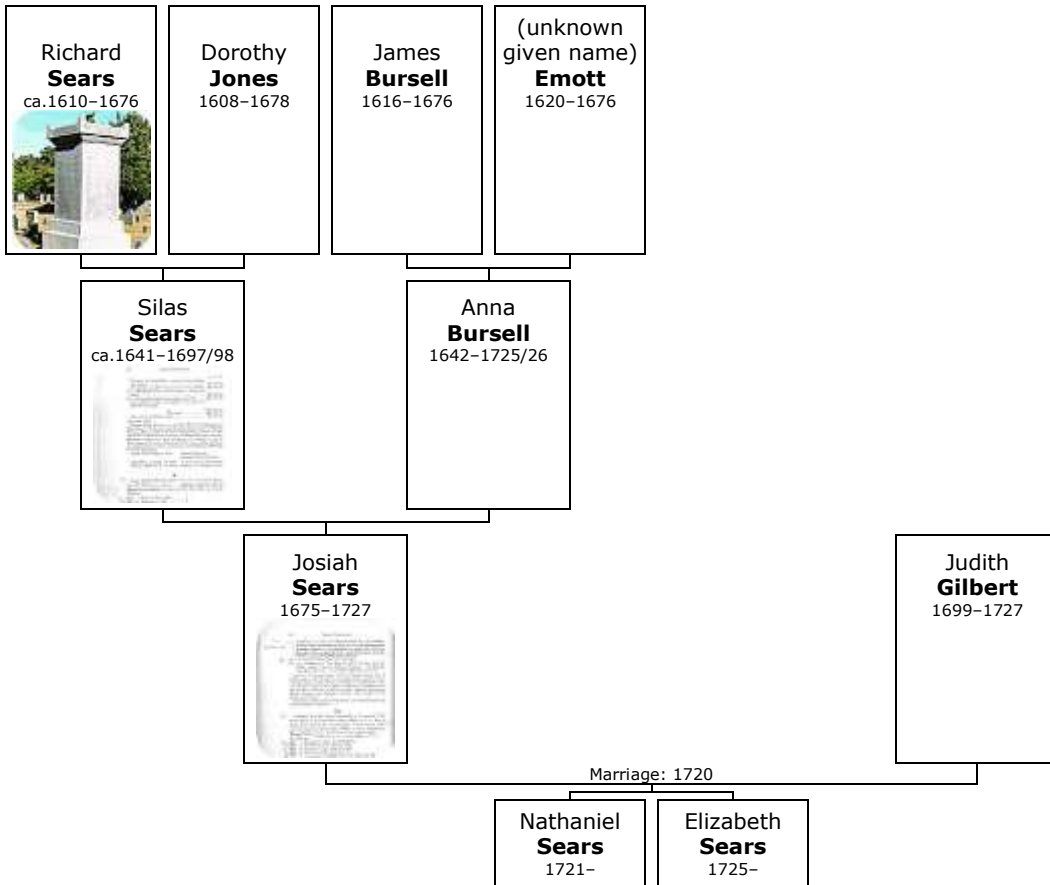 Richard
Sears
ca.1610–1676
Dorothy
Jones
1608–1678
James
Bursell
1616–1676
(unknown
given name)
Emott
1620–1676
Silas
Sears
ca.1641–1697/98
Anna
Bursell
1642–1725/26
Josiah
Sears
1675–1727
Judith
Gilbert
1699–1727
Marriage: 1720
Nathaniel
Sears
1721–
Elizabeth
Sears
1725–